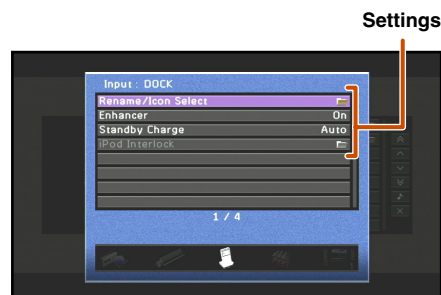 Settings
Input : DOCK
Rename/Icon Select
Enhancer On
Standby Charge Auto
iPod Interlock
1 / 4